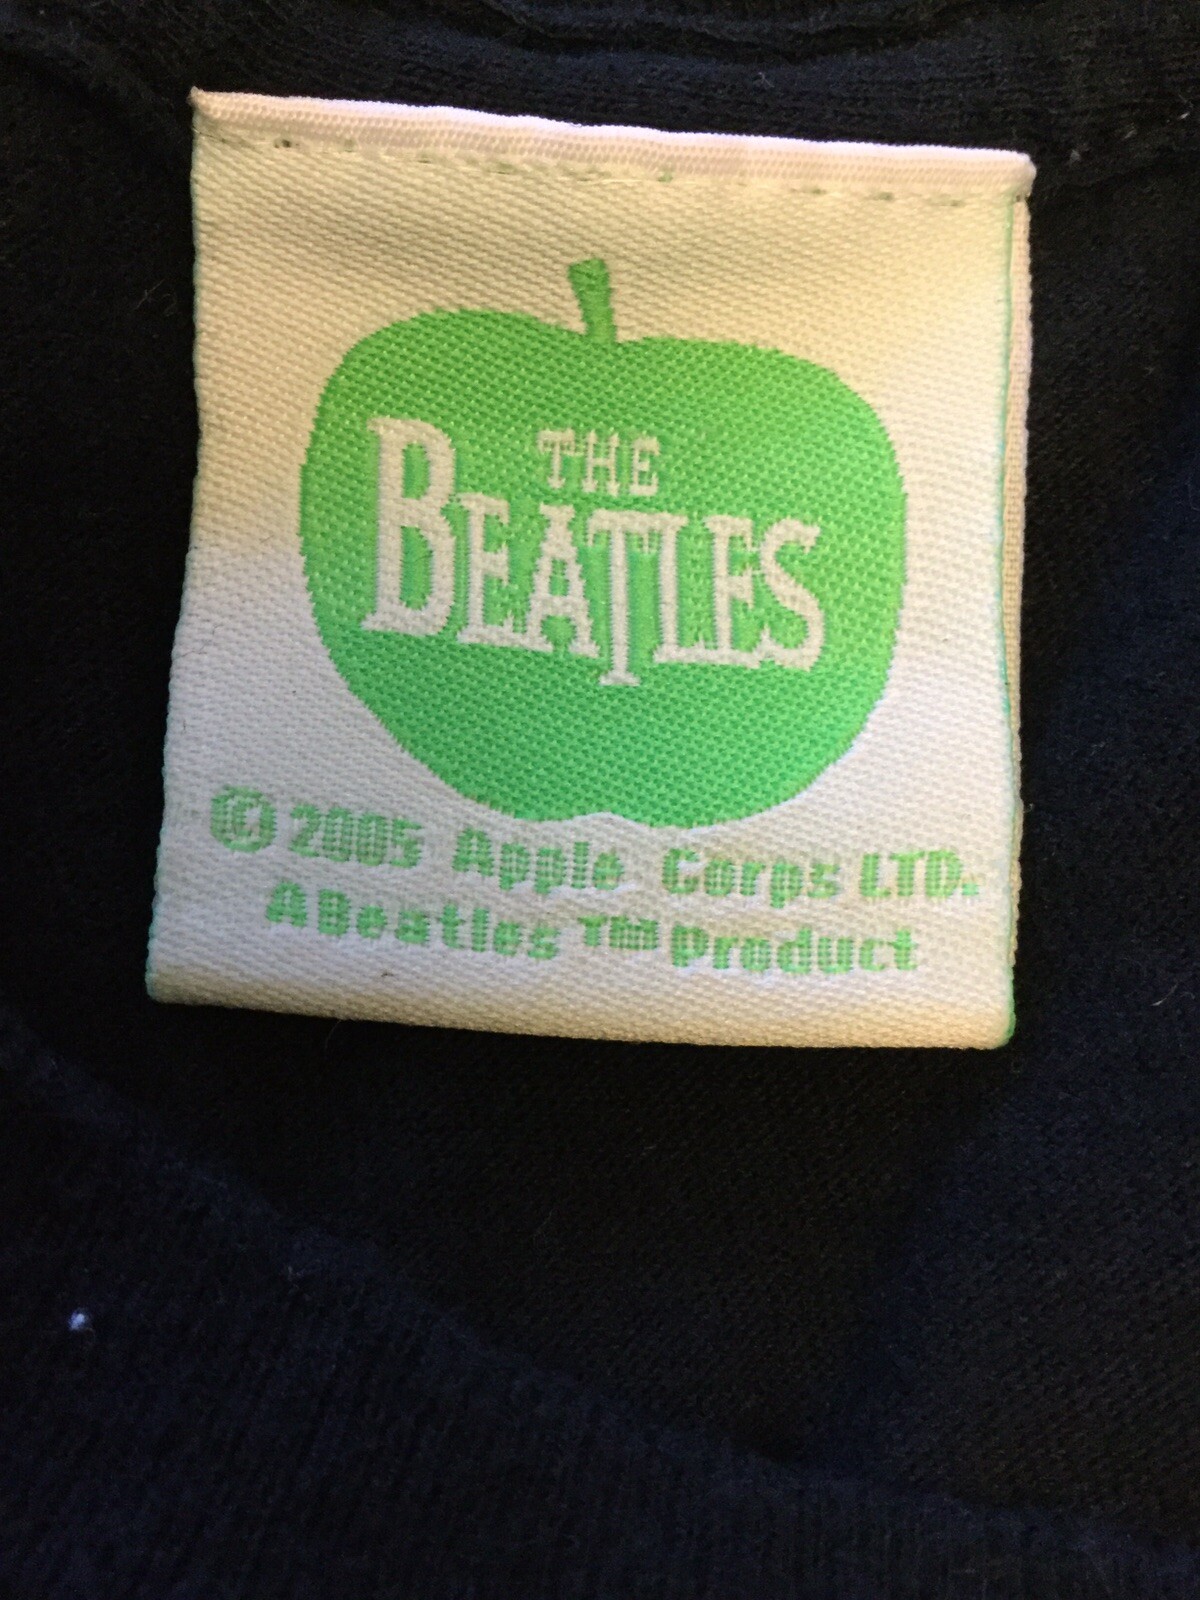 THE
BEATLES
© 2005 Apple Corps LTD.
A Beatles ™ Product